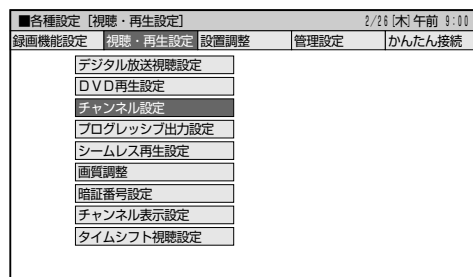 ■各種設定［視聴・再生設定］ 2/26[木]午前 9:00
録画機能設定 視聴・再生設定 設置調整 管理設定 かんたん接続
デジタル放送視聴設定
ＤＶＤ再生設定
チャンネル設定
プログレッシブ出力設定
シームレス再生設定
画質調整
暗証番号設定
チャンネル表示設定
タイムシフト視聴設定